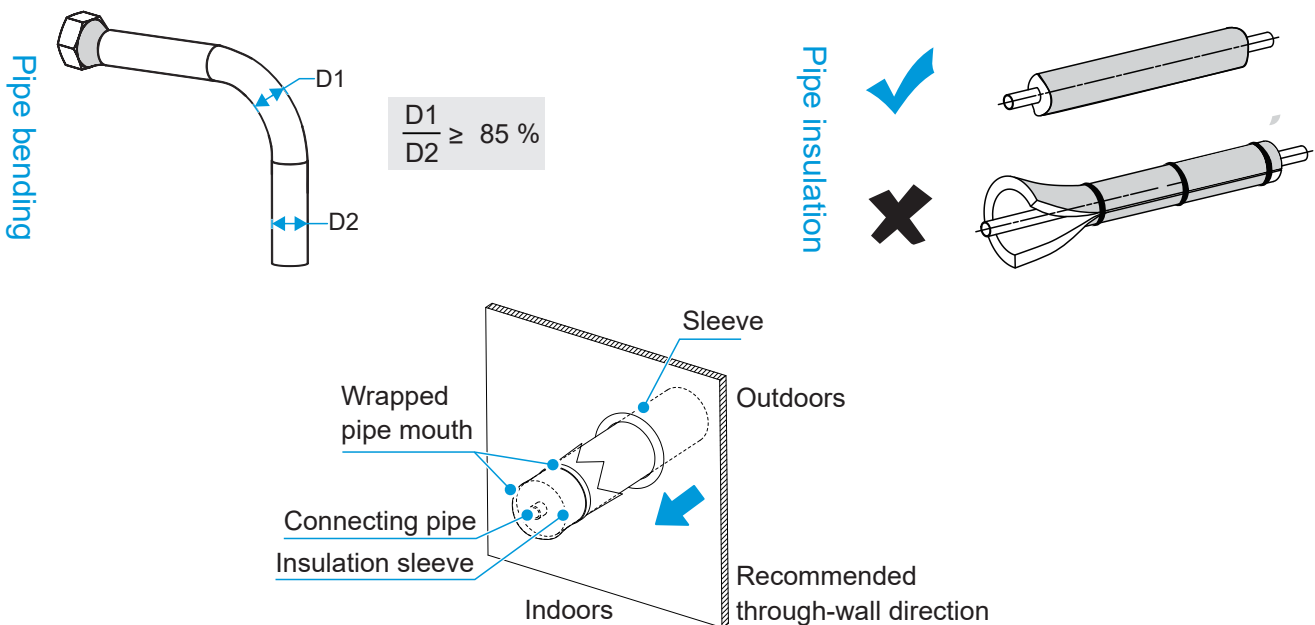 Pipe bending
D1
D2
D1
D2
≥ 85 %
Pipe insulation
Sleeve
Outdoors
Wrapped
pipe mouth
Connecting pipe
Insulation sleeve
Indoors
Recommended
through-wall direction